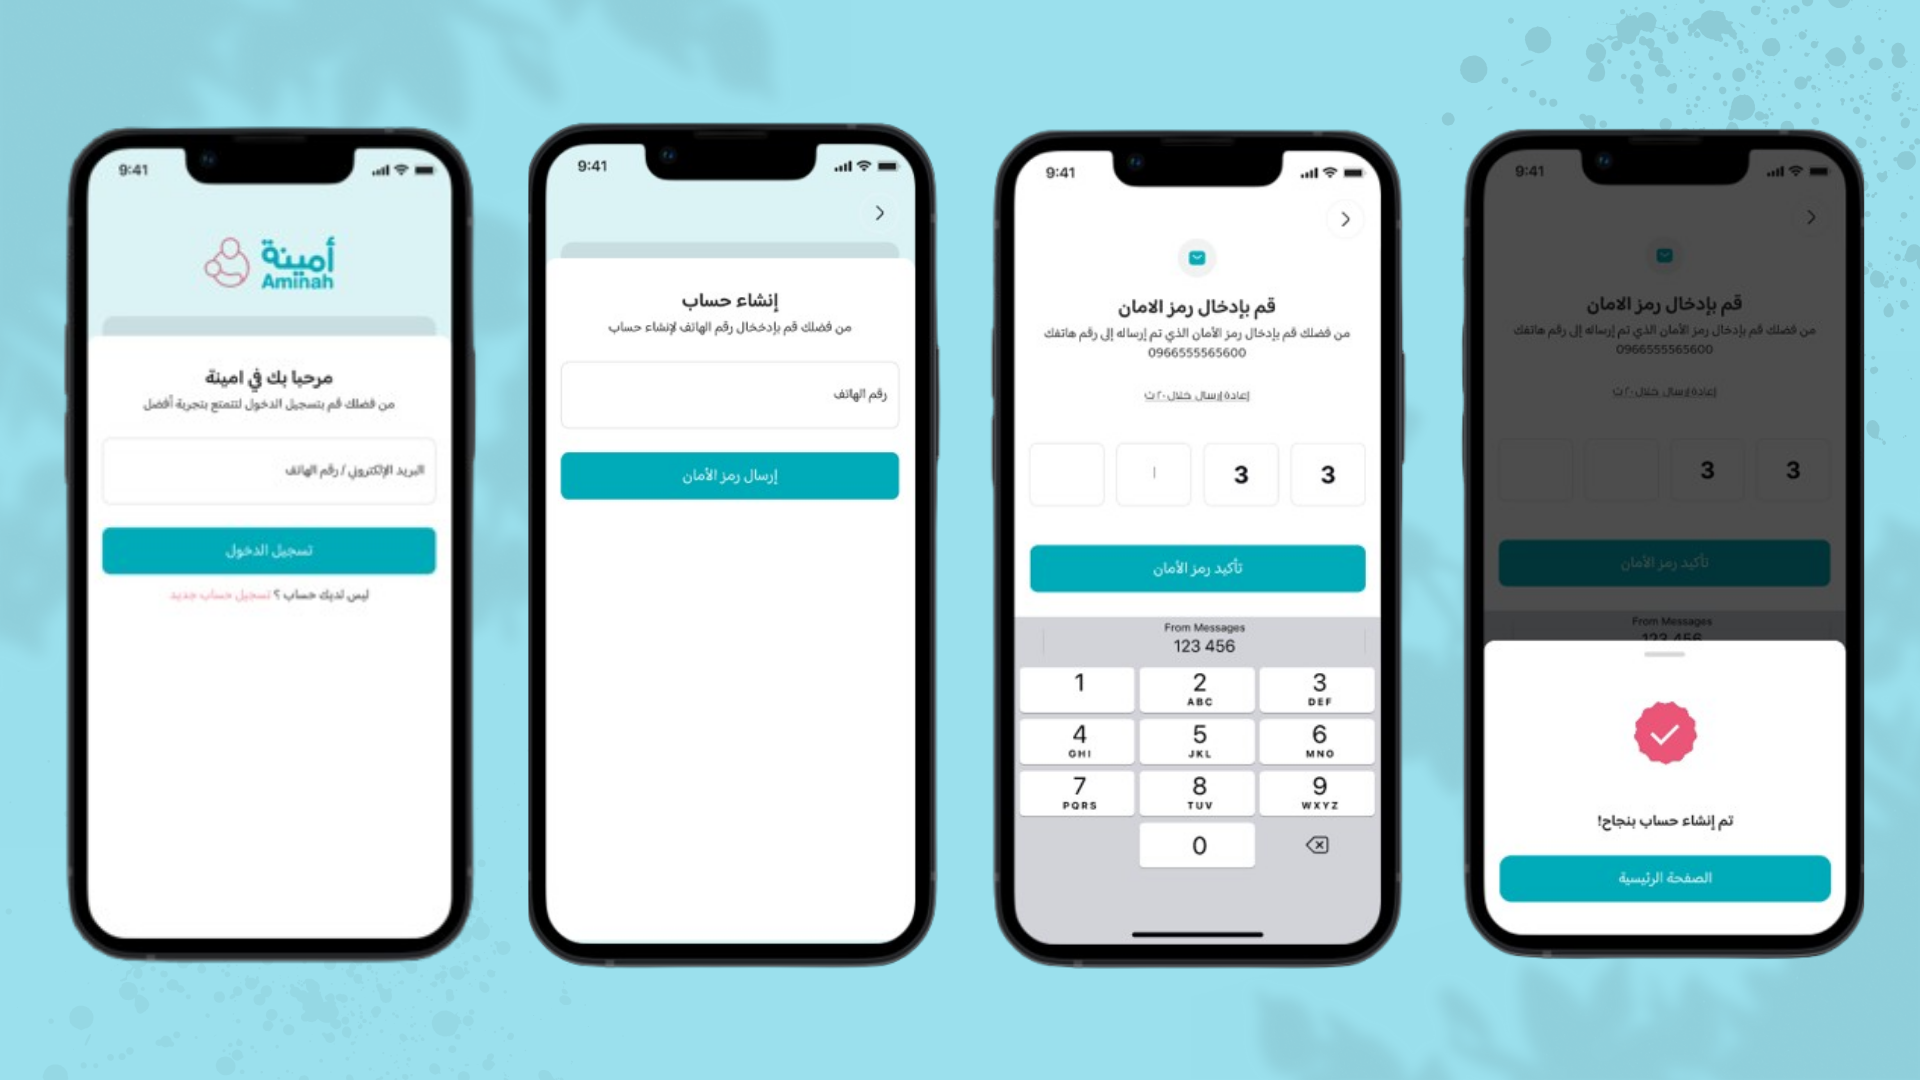 9:41
أمينة
Aminah
مرحبا بك في امينة
من فضلك قم بتسجيل الدخول لتتمتع بتجربة أفضل
البريد الإلكتروني / رقم الهاتف
تسجيل الدخول
ليس لديك حساب ؟ تسجيل حساب جديد
9:41
إنشاء حساب
من فضلك قم بإدخخال رقم الهاتف لإنشاء حساب
رقم الهاتف
إرسال رمز الأمان
9:41
قم بإدخال رمز الامان
من فضلك قم بإدخال رمز الأمان الذي تم إرساله إلى رقم هاتفك
0966555565600
إعادة إرسال خلال ٢٠ ث
3 3
تأكيد رمز الأمان
From Messages
123 456
1 2 3
ABC DEF
4 5 6
GHI JKL MNO
7 8 9
PQRS TUV WXYZ
0
9:41
قم بإدخال رمز الامان
من فضلك قم بإدخال رمز الأمان الذي تم إرساله إلى رقم هاتفك
0966555565600
إعادة إرسال خلال ٢٠ ث
3 3
تأكيد رمز الأمان
From Messages
123 456
تم إنشاء حساب بنجاح!
الصفحة الرئيسية